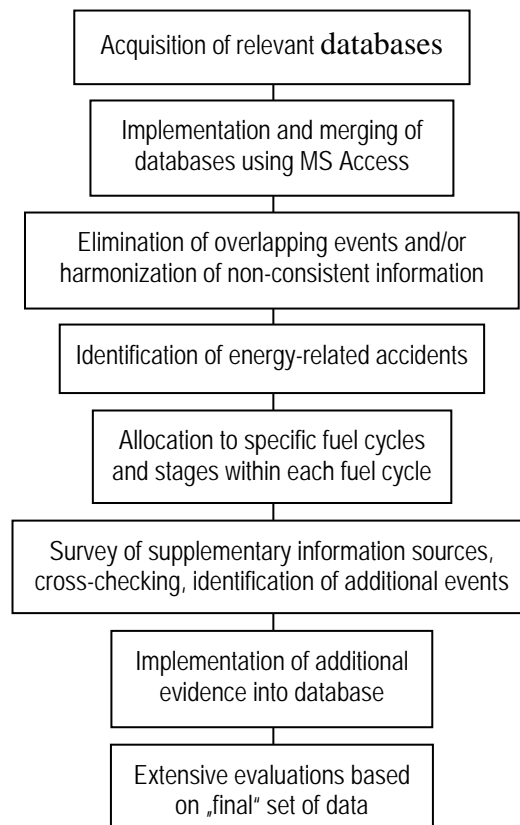 Acquisition of relevant databases
Implementation and merging of
databases using MS Access
Elimination of overlapping events and/or
harmonization of non-consistent information
Identification of energy-related accidents
Allocation to specific fuel cycles
and stages within each fuel cycle
Survey of supplementary information sources,
cross-checking, identification of additional events
Implementation of additional
evidence into database
Extensive evaluations based
on „final“ set of data